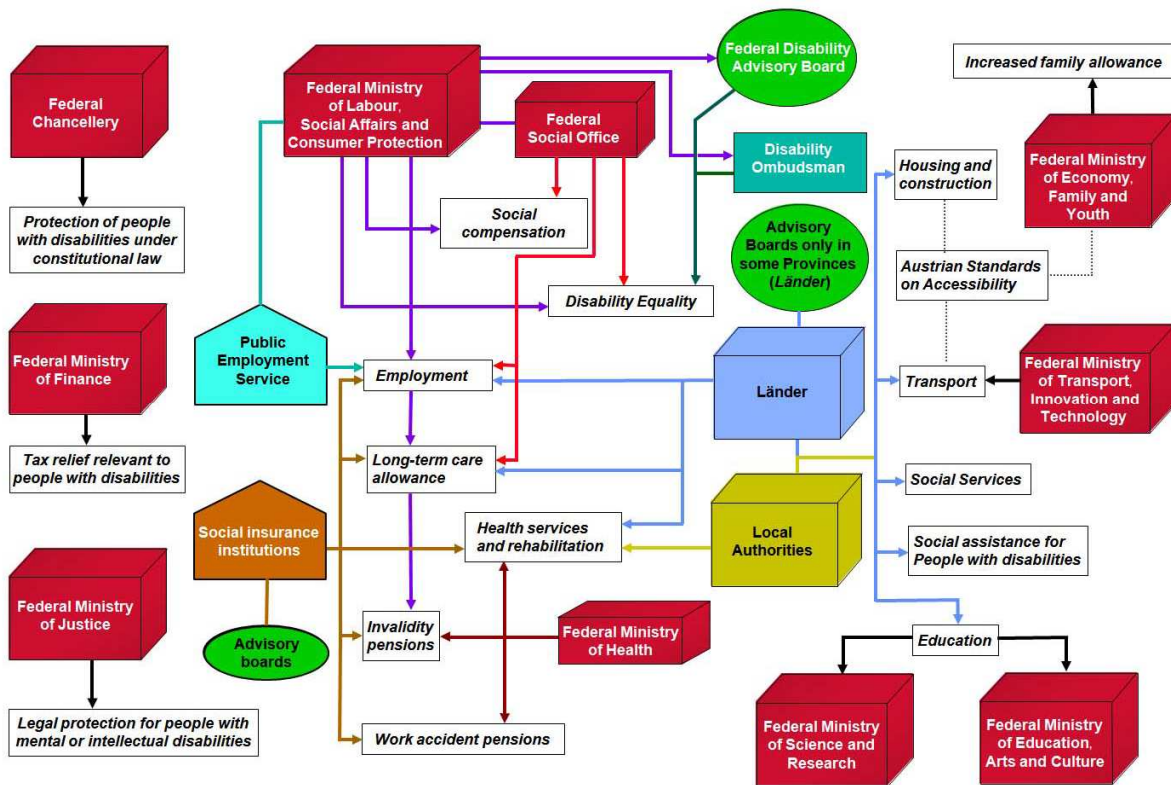 Federal
Chancellery
Protection of people
with disabilities under
constitutional law
Federal Ministry
of Finance
Tax relief relevant to
people with disabilities
Federal Ministry
of Justice
Legal protection for people with
mental or intellectual disabilities
Federal Ministry
of Labour,
Social Affairs and
Consumer Protection
Federal
Social Office
Federal Disability
Advisory Board
Disability
Ombudsman
Social
compensation
Advisory
Boards only in
some Provinces
(Länder)
Disability Equality
Public
Employment
Service
Employment
Länder
Long-term care
allowance
Social insurance
institutions
Health services
and rehabilitation
Local
Authorities
Advisory
boards
Invalidity
pensions
Federal Ministry
of Health
Work accident pensions
Increased family allowance
Housing and
construction
Federal Ministry
of Economy,
Family and
Youth
Austrian Standards
on Accessibility
Transport
Federal Ministry
of Transport,
Innovation and
Technology
Social Services
Social assistance for
People with disabilities
Education
Federal Ministry
of Science and
Research
Federal Ministry
of Education,
Arts and Culture